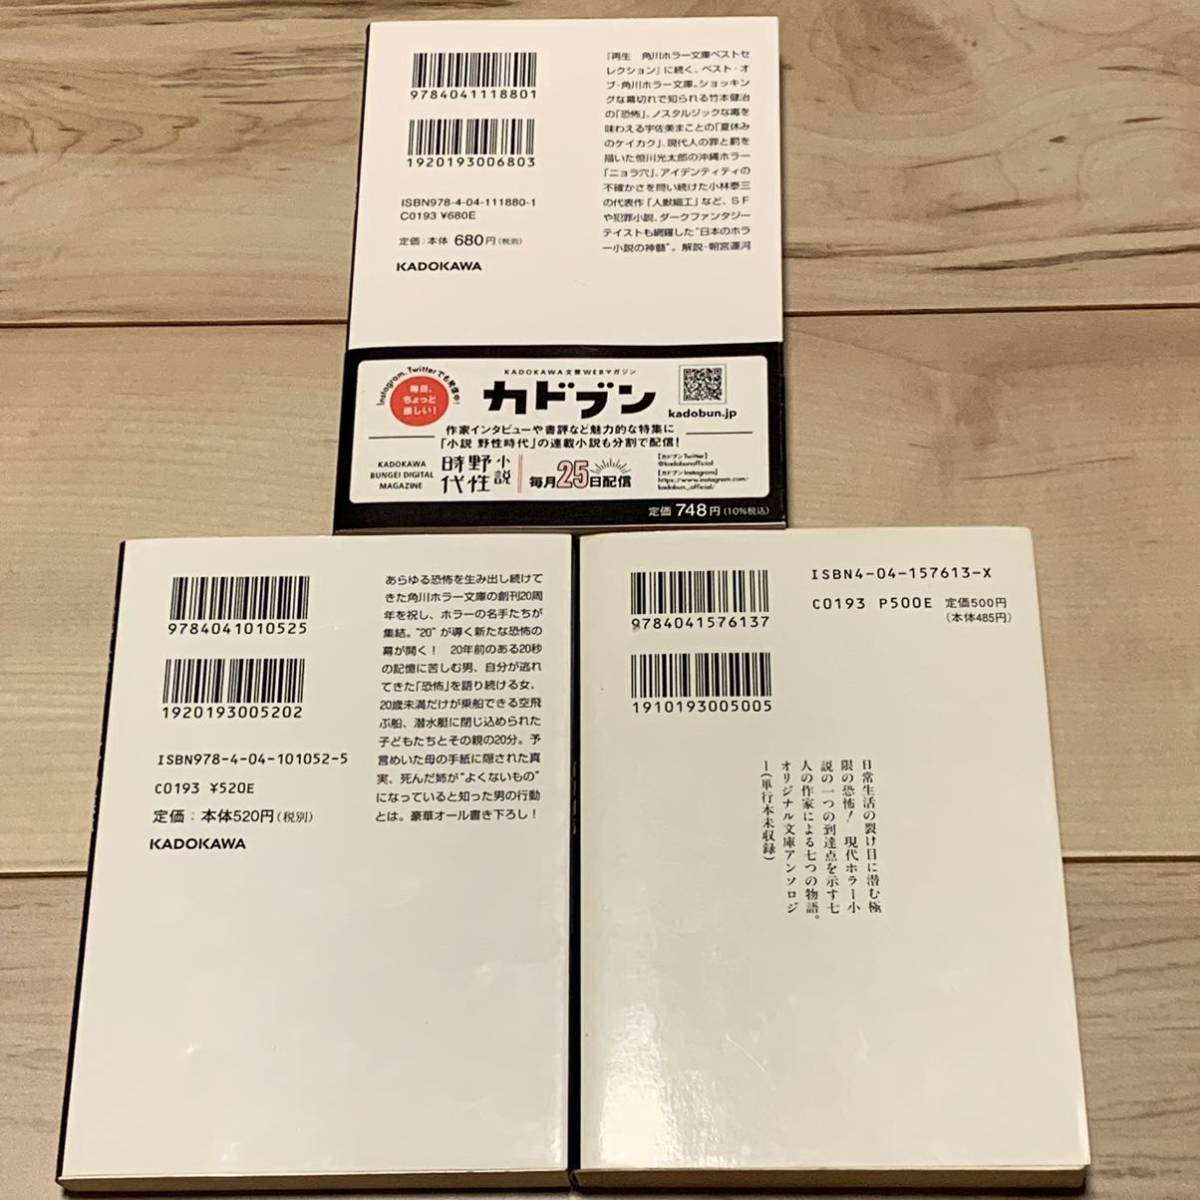 9784041118801
1920193006803
ISBN978-4-04-111880-1
C0193 ¥680E
定価：本体 680円(税別)
KADOKAWA
『再生　角川ホラー文庫ベストセ
レクション』に続く、ベスト・オ
ブ・角川ホラー文庫。ショッキン
グな幕切れで知られる竹本健治
の「恐怖」、ノスタルジックな毒を
味わえる宇佐美まことの「夏休み
のケイカク」、現代人の罪と罰を
描いた恒川光太郎の沖縄ホラー
「ニョラ穴」、アイデンティティの
不確かさを問い続けた小林泰三
の代表作「人獣細工」など、SF
や犯罪小説、ダークファンタジー
テイストも網羅した“日本のホラ
ー小説の神髄”。解説・朝宮運河
Instagram、Twitterでも発信中！
毎日、
ちょっと
楽しい！
KADOKAWA文芸WEBマガジン
カドブン
kadobun.jp
作家インタビューや書評など魅力的な特集に
「小説 野性時代」の連載小説も分割で配信！
KADOKAWA
BUNGEI DIGITAL
MAGAZINE
小説
野性
時代
毎月25日配信
【カドブンTwitter】
@kadobunofficial
【カドブンInstagram】
https://www.instagram.com/
kadobun_official/
定価 748円(10%税込)
9784041010525
1920193005202
ISBN978-4-04-101052-5
C0193 ¥520E
定価：本体520円(税別)
KADOKAWA
あらゆる恐怖を生み出し続けて
きた角川ホラー文庫の創刊20周
年を祝し、ホラーの名手たちが
集結。“20”が導く新たな恐怖の
幕が開く！　20年前のある20秒
の記憶に苦しむ男、自分が逃れ
てきた「恐怖」を語り続ける女、
20歳未満だけが乗船できる空飛
ぶ船、潜水艇に閉じ込められた
子どもたちとその親の20分。予
言めいた母の手紙に隠された真
実、死んだ姉が“よくないもの”
になっていると知った男の行動
とは。豪華オール書き下ろし！
9784041576137
1910193005005
ISBN4-04-157613-X
C0193 P500E 定価500円
(本体485円)
日常生活の裂け目に潜む極
限の恐怖！　現代ホラー小
説の一つの到達点を示す七
人の作家による七つの物語。
オリジナル文庫アンソロジ
ー(単行本未収録)